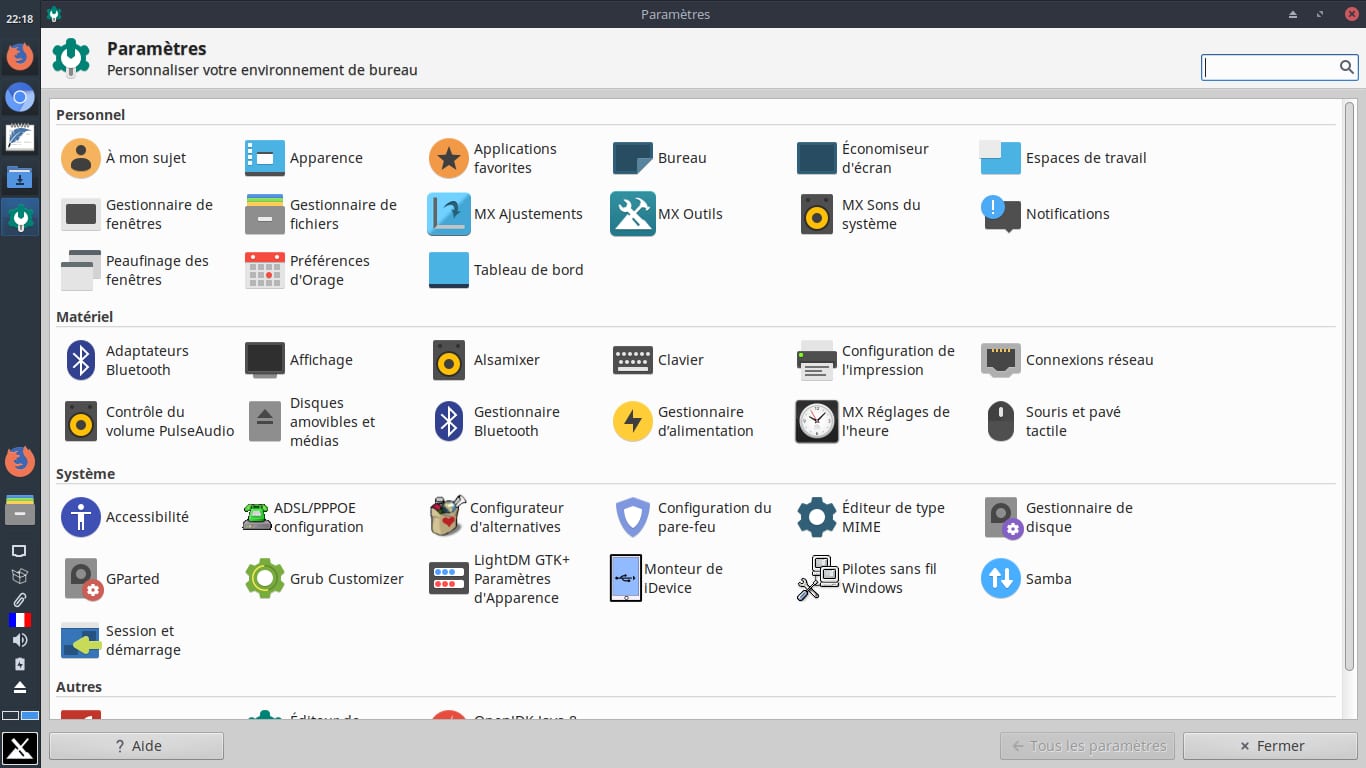 22:18
Paramètres
Paramètres
Personnaliser votre environnement de bureau
Personnel
À mon sujet
Apparence
Applications
favorites
Bureau
Économiseur
d'écran
Espaces de travail
Gestionnaire de
fenêtres
Gestionnaire de
fichiers
MX Ajustements
MX Outils
MX Sons du
système
Notifications
Peaufinage des
fenêtres
Préférences
d'Orage
Tableau de bord
Matériel
Adaptateurs
Bluetooth
Affichage
Alsamixer
Clavier
Configuration de
l'impression
Connexions réseau
Contrôle du
volume PulseAudio
Disques
amovibles et
médias
Gestionnaire
Bluetooth
Gestionnaire
d’alimentation
MX Réglages de
l'heure
Souris et pavé
tactile
Système
Accessibilité
ADSL/PPPOE
configuration
Configurateur
d'alternatives
Configuration du
pare-feu
Éditeur de type
MIME
Gestionnaire de
disque
GParted
Grub Customizer
LightDM GTK+
Paramètres
d'Apparence
Monteur de
iDevice
Pilotes sans fil
Windows
Samba
Session et
démarrage
Autres
Éditeur de
OpenJDK Java 8
? Aide
← Tous les paramètres
× Fermer